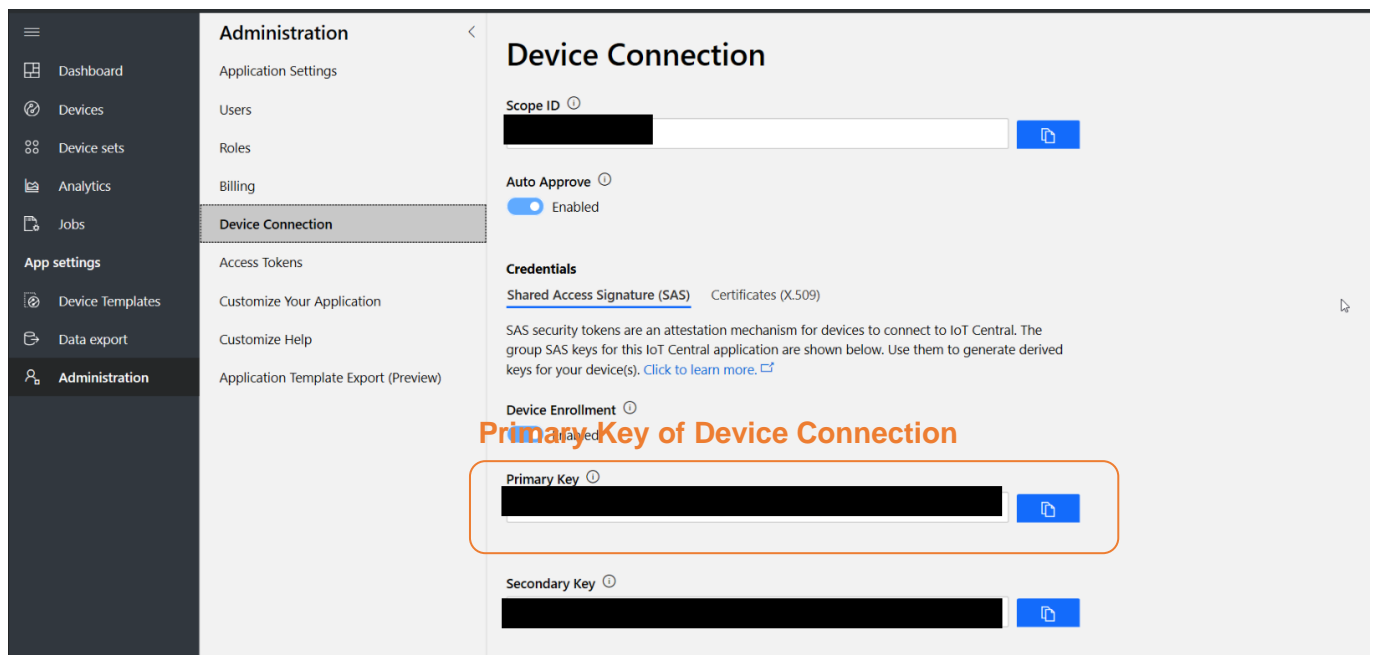 Dashboard
Devices
Device sets
Analytics
Jobs
App settings
Device Templates
Data export
Administration
Administration
Application Settings
Users
Roles
Billing
Device Connection
Access Tokens
Customize Your Application
Customize Help
Application Template Export (Preview)
Device Connection
Scope ID
Auto Approve
Enabled
Credentials
Shared Access Signature (SAS) Certificates (X.509)
SAS security tokens are an attestation mechanism for devices to connect to IoT Central. The
group SAS keys for this IoT Central application are shown below. Use them to generate derived
keys for your device(s). Click to learn more.
Device Enrollment
Enabled
Primary Key of Device Connection
Primary Key
Secondary Key